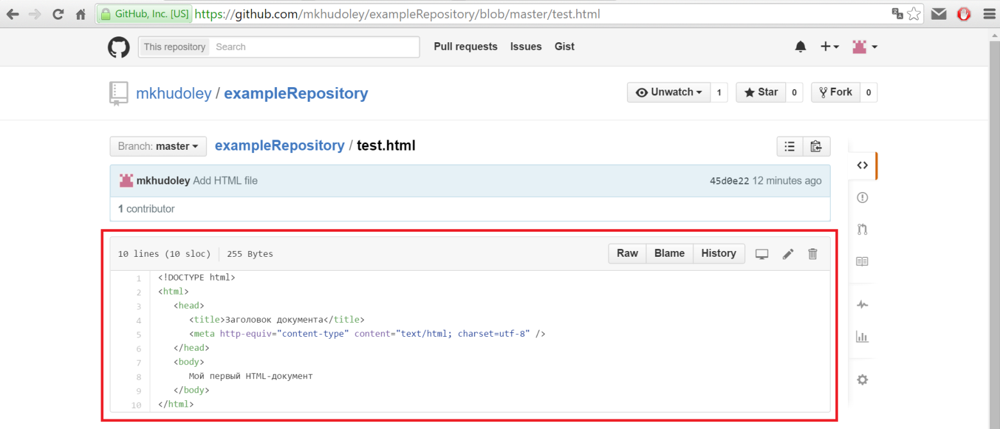 GitHub, Inc. [US] https://github.com/mkhudoley/exampleRepository/blob/master/test.html
This repository Search Pull requests Issues Gist
mkhudoley / exampleRepository Unwatch 1 Star 0 Fork 0
Branch: master exampleRepository / test.html
mkhudoley Add HTML file 45d0e22 12 minutes ago
1 contributor
10 lines (10 sloc) 255 Bytes Raw Blame History
1 <!DOCTYPE html>
2 <html>
3 <head>
4 <title>Заголовок документа</title>
5 <meta http-equiv="content-type" content="text/html; charset=utf-8" />
6 </head>
7 <body>
8 Мой первый HTML-документ
9 </body>
10 </html>